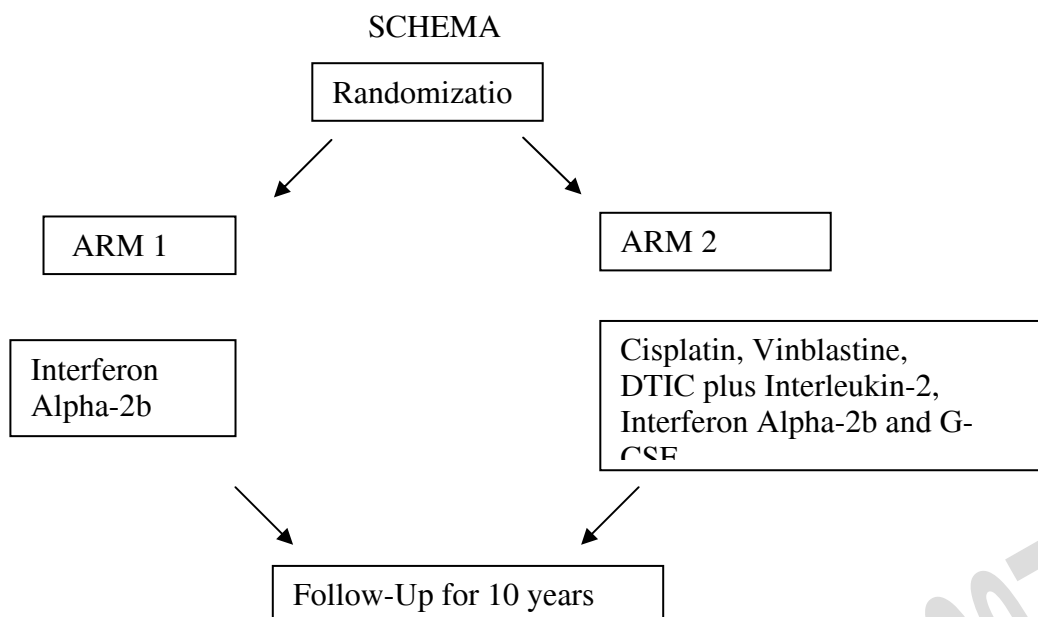 SCHEMA
Randomizatio
ARM 1
ARM 2
Interferon
Alpha-2b
Cisplatin, Vinblastine,
DTIC plus Interleukin-2,
Interferon Alpha-2b and G-
CSF
Follow-Up for 10 years